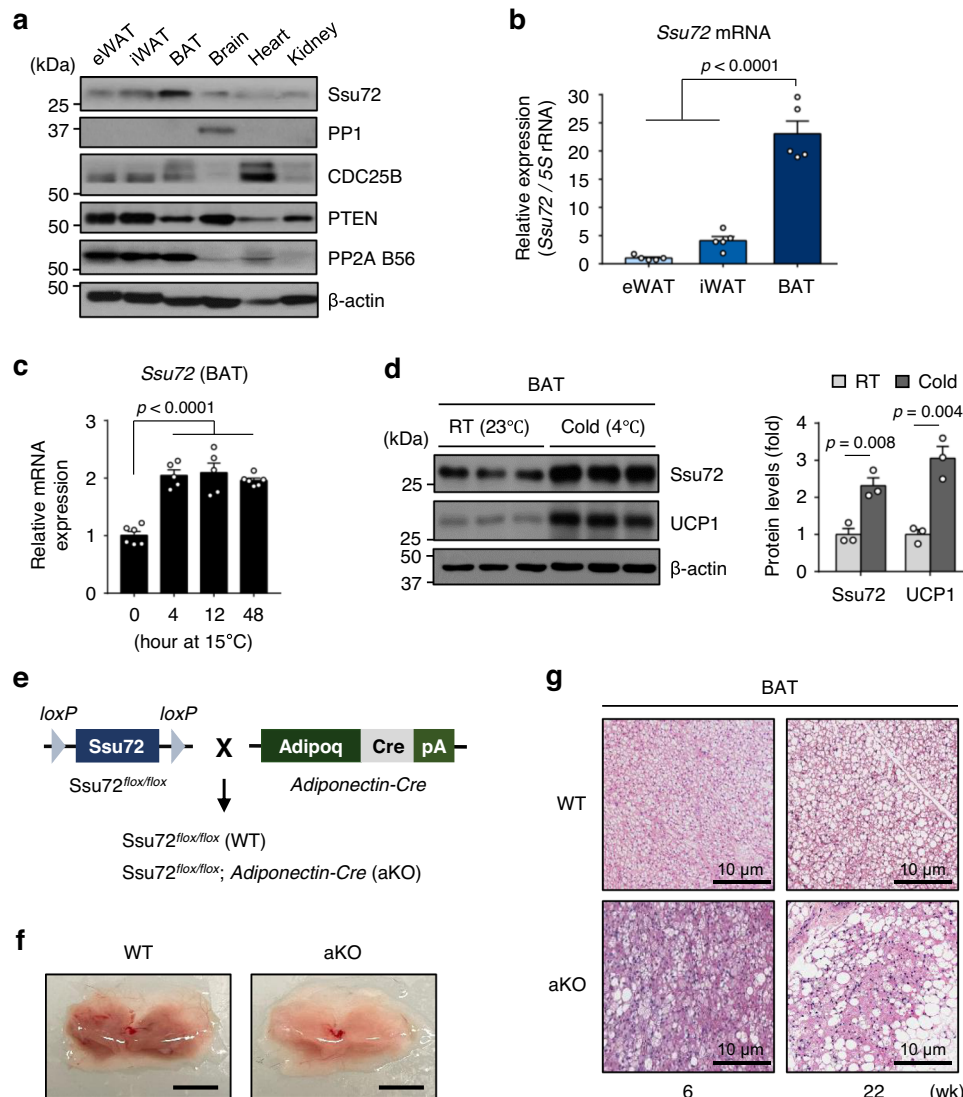 a
eWAT iWAT BAT Brain Heart Kidney
(kDa)
25
Ssu72
37
PP1
50
CDC25B
50
PTEN
50
PP2A B56
50
β-actin
b
Ssu72 mRNA
p < 0.0001
Relative expression
(Ssu72 / 5S rRNA)
30
25
20
15
10
5
0
eWAT iWAT BAT
c
Ssu72 (BAT)
p < 0.0001
Relative mRNA
expression
3
2
1
0
0 4 12 48
(hour at 15°C)
d
BAT
RT (23℃) Cold (4℃)
(kDa)
25
Ssu72
25
UCP1
50
37
β-actin
RT Cold
p = 0.004
p = 0.008
Protein levels (fold)
4
3
2
1
0
Ssu72 UCP1
e
loxP loxP
Ssu72 X Adipoq Cre pA
Ssu72flox/flox Adiponectin-Cre
Ssu72flox/flox (WT)
Ssu72flox/flox; Adiponectin-Cre (aKO)
f
WT aKO
g
BAT
WT
10 μm 10 μm
aKO
10 μm 10 μm
6 22 (wk)